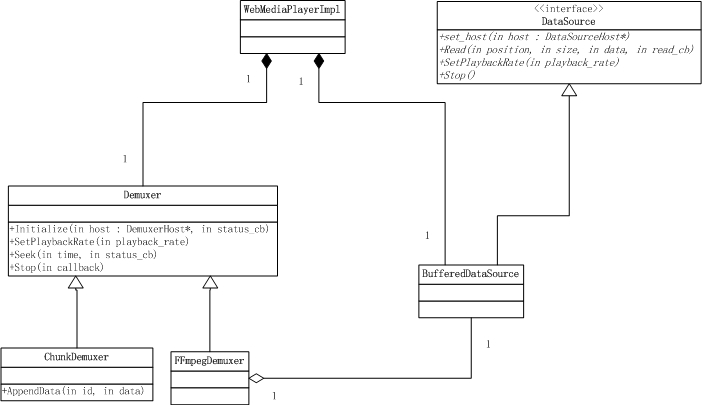 WebMediaPlayerImpl
<<interface>>
DataSource
+set_host(in host : DataSourceHost*)
+Read(in position, in size, in data, in read_cb)
+SetPlaybackRate(in playback_rate)
+Stop()
1
1
1
Demuxer
+Initialize(in host : DemuxerHost*, in status_cb)
+SetPlaybackRate(in playback_rate)
+Seek(in time, in status_cb)
+Stop(in callback)
1
BufferedDataSource
1
ChunkDemuxer
+AppendData(in id, in data)
FFmpegDemuxer
1